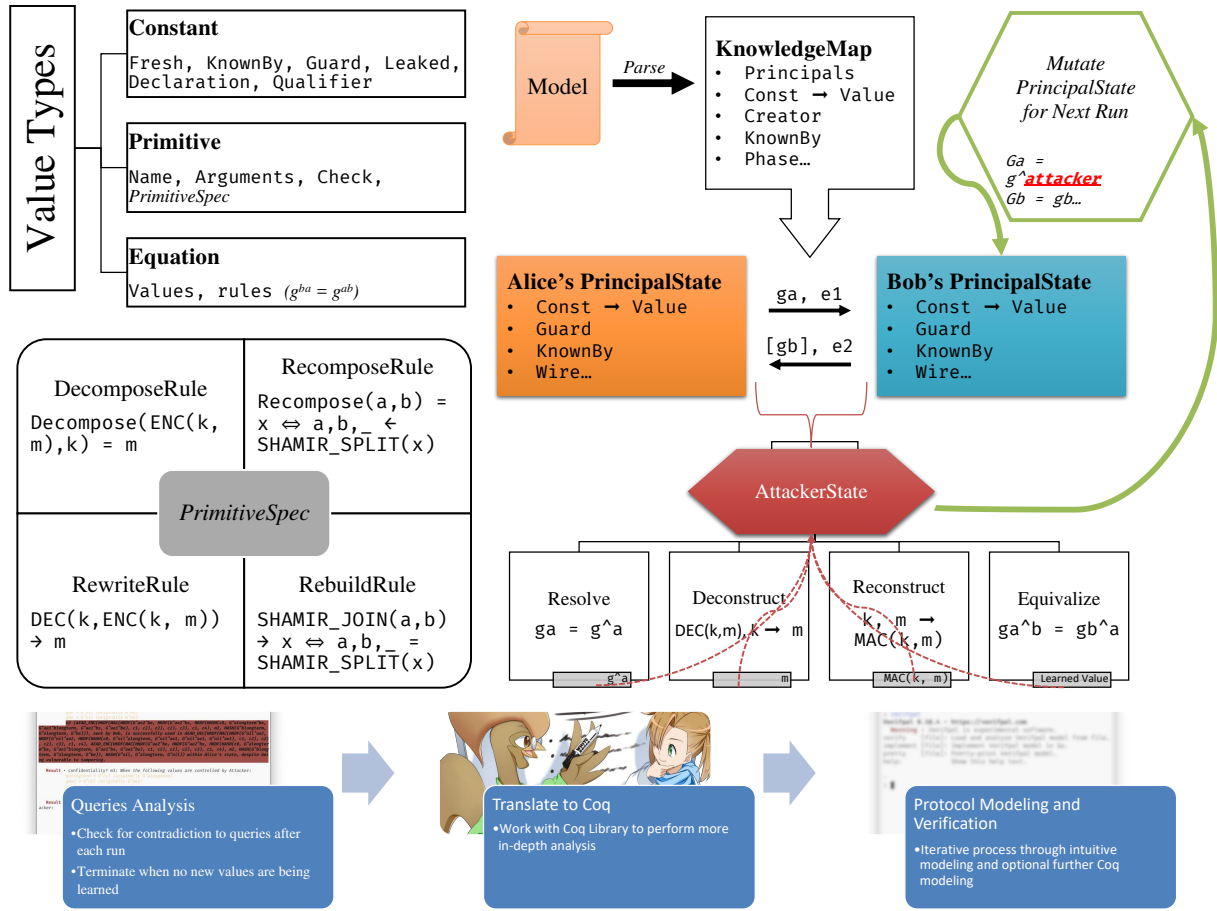 Value Types
Constant
Fresh, KnownBy, Guard, Leaked,
Declaration, Qualifier
Primitive
Name, Arguments, Check,
PrimitiveSpec
Equation
Values, rules (g^ba = g^ab)
Model
Parse
KnowledgeMap
• Principals
• Const → Value
• Creator
• KnownBy
• Phase…
Mutate
PrincipalState
for Next Run
Ga =
g^attacker
Gb = gb…
Alice's PrincipalState
• Const → Value
• Guard
• KnownBy
• Wire…
ga, e1
[gb], e2
Bob's PrincipalState
• Const → Value
• Guard
• KnownBy
• Wire…
DecomposeRule
Decompose(ENC(k,
m),k) = m
RecomposeRule
Recompose(a,b) =
x ⇔ a,b,_ ←
SHAMIR_SPLIT(x)
PrimitiveSpec
RewriteRule
DEC(k,ENC(k, m))
→ m
RebuildRule
SHAMIR_JOIN(a,b)
→ x ⇔ a,b,_ =
SHAMIR_SPLIT(x)
AttackerState
Resolve
ga = g^a
g^a
Deconstruct
DEC(k,m), k → m
m
Reconstruct
k, m →
MAC(k,m)
MAC(k, m)
Equivalize
ga^b = gb^a
Learned Value
Queries Analysis
•Check for contradiction to queries after
each run
•Terminate when no new values are being
learned
Translate to Coq
•Work with Coq Library to perform more
in-depth analysis
Protocol Modeling and
Verification
•Iterative process through intuitive
modeling and optional further Coq
modeling